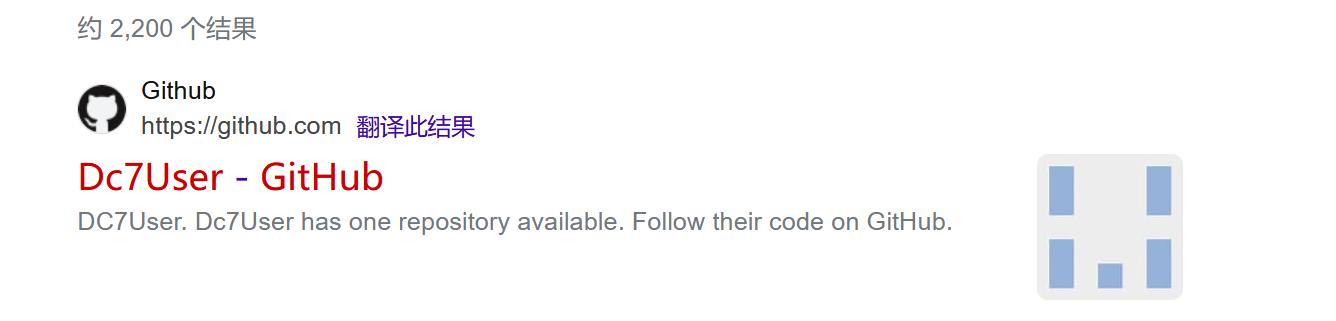 约 2,200 个结果
Github
https://github.com 翻译此结果
Dc7User - GitHub
DC7User. Dc7User has one repository available. Follow their code on GitHub.